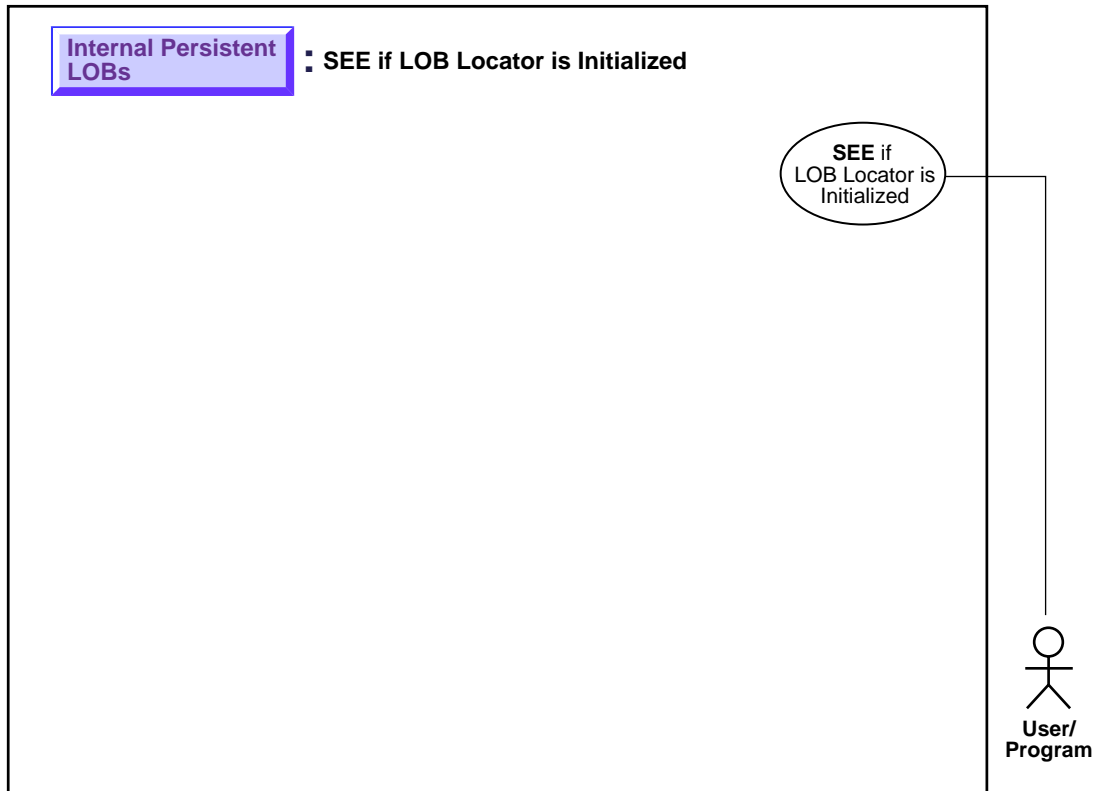 Internal Persistent
LOBs
: SEE if LOB Locator is Initialized
SEE if
LOB Locator is
Initialized
User/
Program